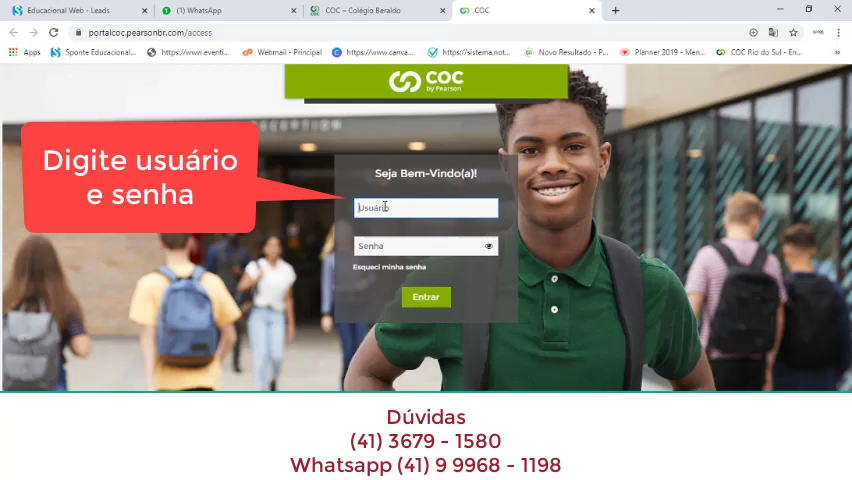 Educacional Web - Leads
(1) WhatsApp
COC – Colégio Beraldo
COC
portalcoc.pearsonbr.com/access
Apps
Sponte Educacional...
https://www.eventi...
Webmail - Principal
https://www.canva...
https://sistema.not...
Novo Resultado - P...
Planner 2019 - Men...
COC Rio do Sul - En...
COC
by Pearson
Digite usuário
e senha
Seja Bem-Vindo(a)!
Usuário
Senha
Esqueci minha senha
Entrar
Dúvidas
(41) 3679 - 1580
Whatsapp (41) 9 9968 - 1198